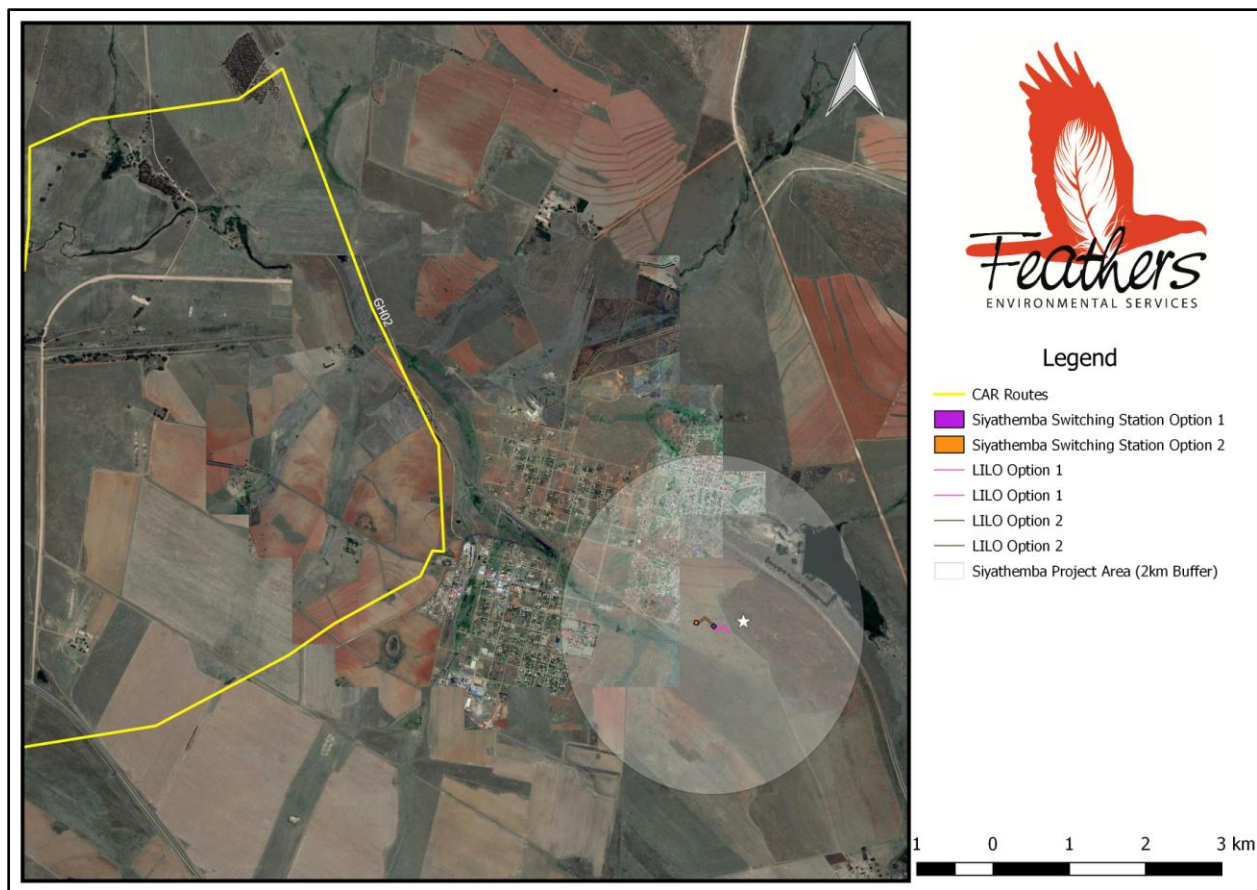 GH02
Feathers
ENVIRONMENTAL SERVICES
Legend
CAR Routes
Siyathemba Switching Station Option 1
Siyathemba Switching Station Option 2
LILO Option 1
LILO Option 1
LILO Option 2
LILO Option 2
Siyathemba Project Area (2km Buffer)
1 0 1 2 3 km